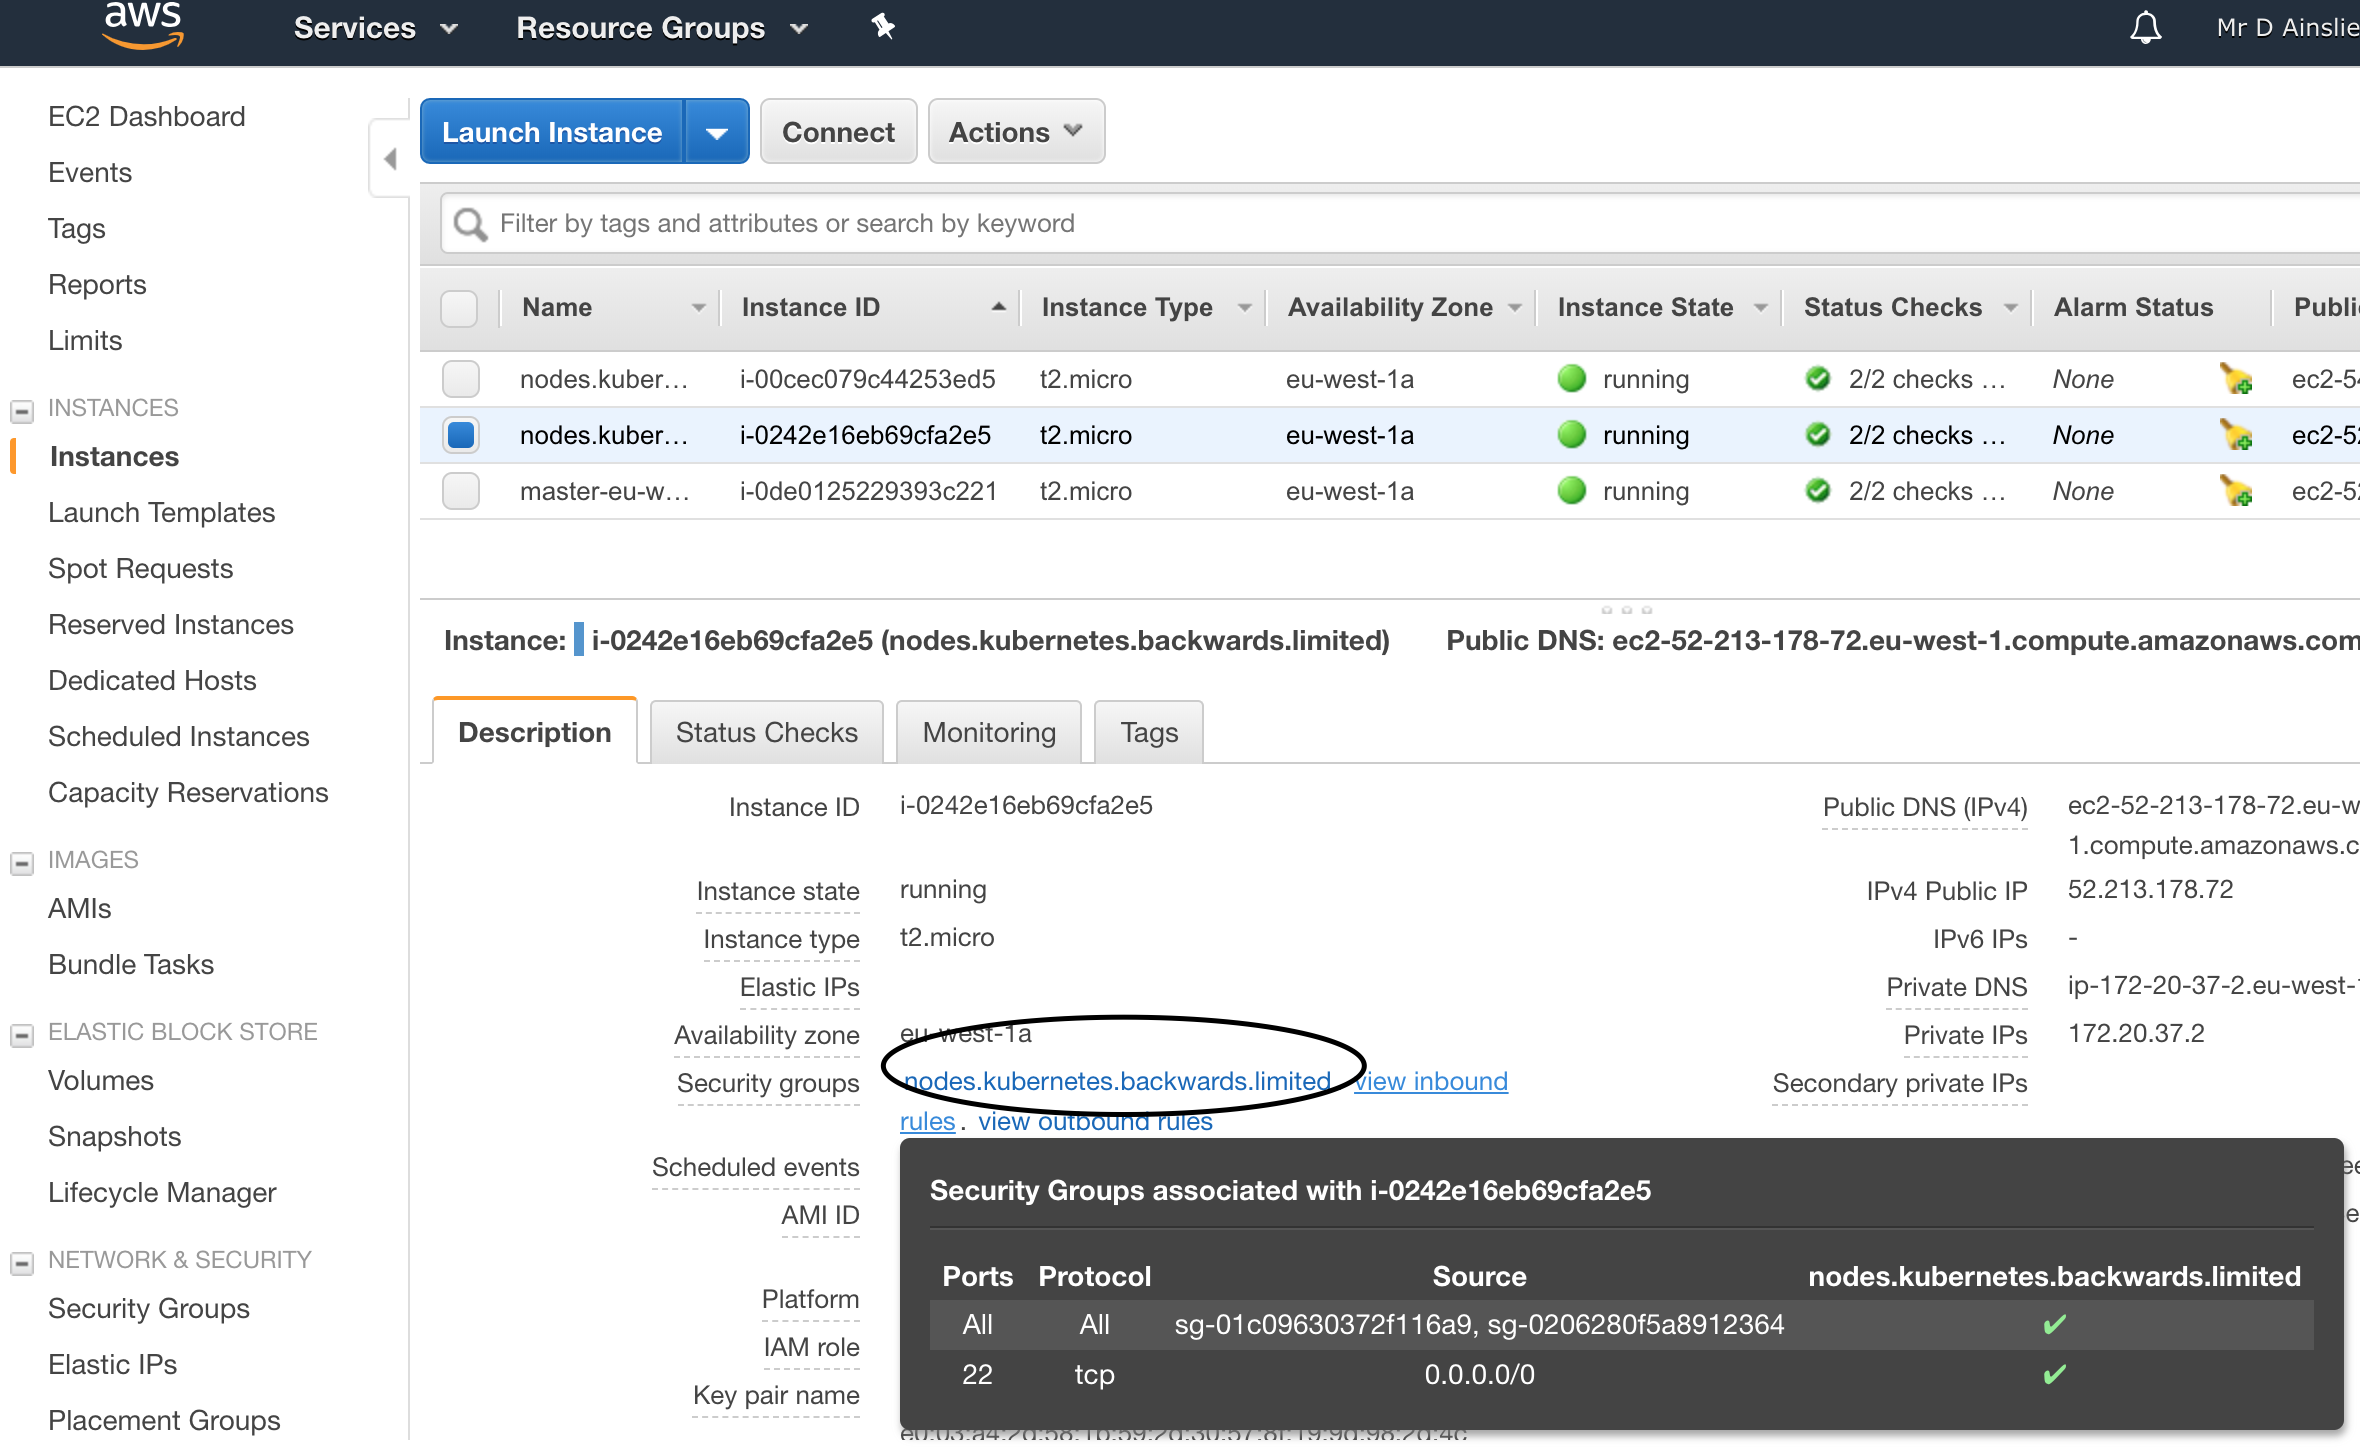 aws Services Resource Groups Mr D Ainslie
EC2 Dashboard
Events
Tags
Reports
Limits
INSTANCES
Instances
Launch Templates
Spot Requests
Reserved Instances
Dedicated Hosts
Scheduled Instances
Capacity Reservations
IMAGES
AMIs
Bundle Tasks
ELASTIC BLOCK STORE
Volumes
Snapshots
Lifecycle Manager
NETWORK & SECURITY
Security Groups
Elastic IPs
Placement Groups
Launch Instance Connect Actions
Filter by tags and attributes or search by keyword
Name Instance ID Instance Type Availability Zone Instance State Status Checks Alarm Status Publi
nodes.kuber… i-00cec079c44253ed5 t2.micro eu-west-1a running 2/2 checks … None ec2-54
nodes.kuber… i-0242e16eb69cfa2e5 t2.micro eu-west-1a running 2/2 checks … None ec2-52
master-eu-w… i-0de0125229393c221 t2.micro eu-west-1a running 2/2 checks … None ec2-52
Instance: i-0242e16eb69cfa2e5 (nodes.kubernetes.backwards.limited) Public DNS: ec2-52-213-178-72.eu-west-1.compute.amazonaws.com
Description Status Checks Monitoring Tags
Instance ID i-0242e16eb69cfa2e5 Public DNS (IPv4) ec2-52-213-178-72.eu-w
1.compute.amazonaws.c
Instance state running IPv4 Public IP 52.213.178.72
Instance type t2.micro IPv6 IPs -
Elastic IPs Private DNS ip-172-20-37-2.eu-west-
Availability zone eu-west-1a Private IPs 172.20.37.2
Security groups nodes.kubernetes.backwards.limited view inbound Secondary private IPs
rules. view outbound rules
Scheduled events
AMI ID
Platform
IAM role
Key pair name
Security Groups associated with i-0242e16eb69cfa2e5
Ports Protocol Source nodes.kubernetes.backwards.limited
All All sg-01c09630372f116a9, sg-0206280f5a8912364 ✔
22 tcp 0.0.0.0/0 ✔